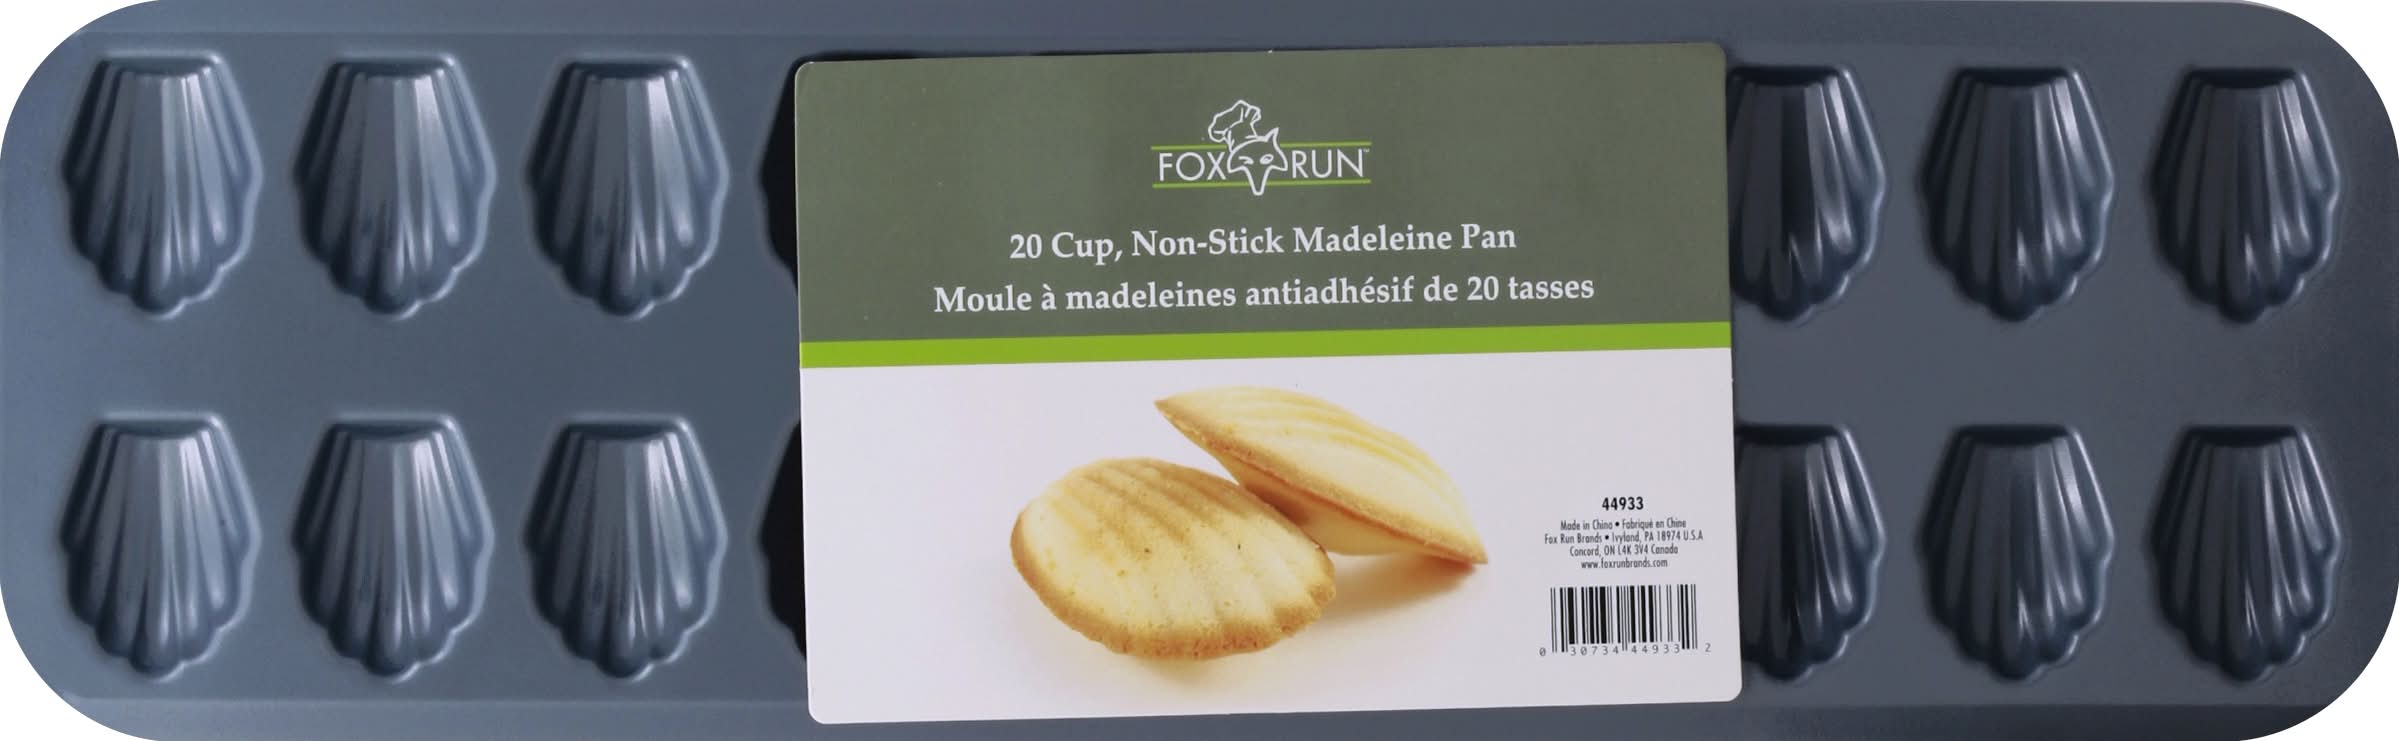 FOX RUN™
20 Cup, Non-Stick Madeleine Pan
Moule à madeleines antiadhésif de 20 tasses
44933
Made in China • Fabriqué en Chine
Fox Run Brands • Ivyland, PA 18974 U.S.A
Concord, ON L4K 3V4 Canada
www.foxrunbrands.com
0 30734 44933 2